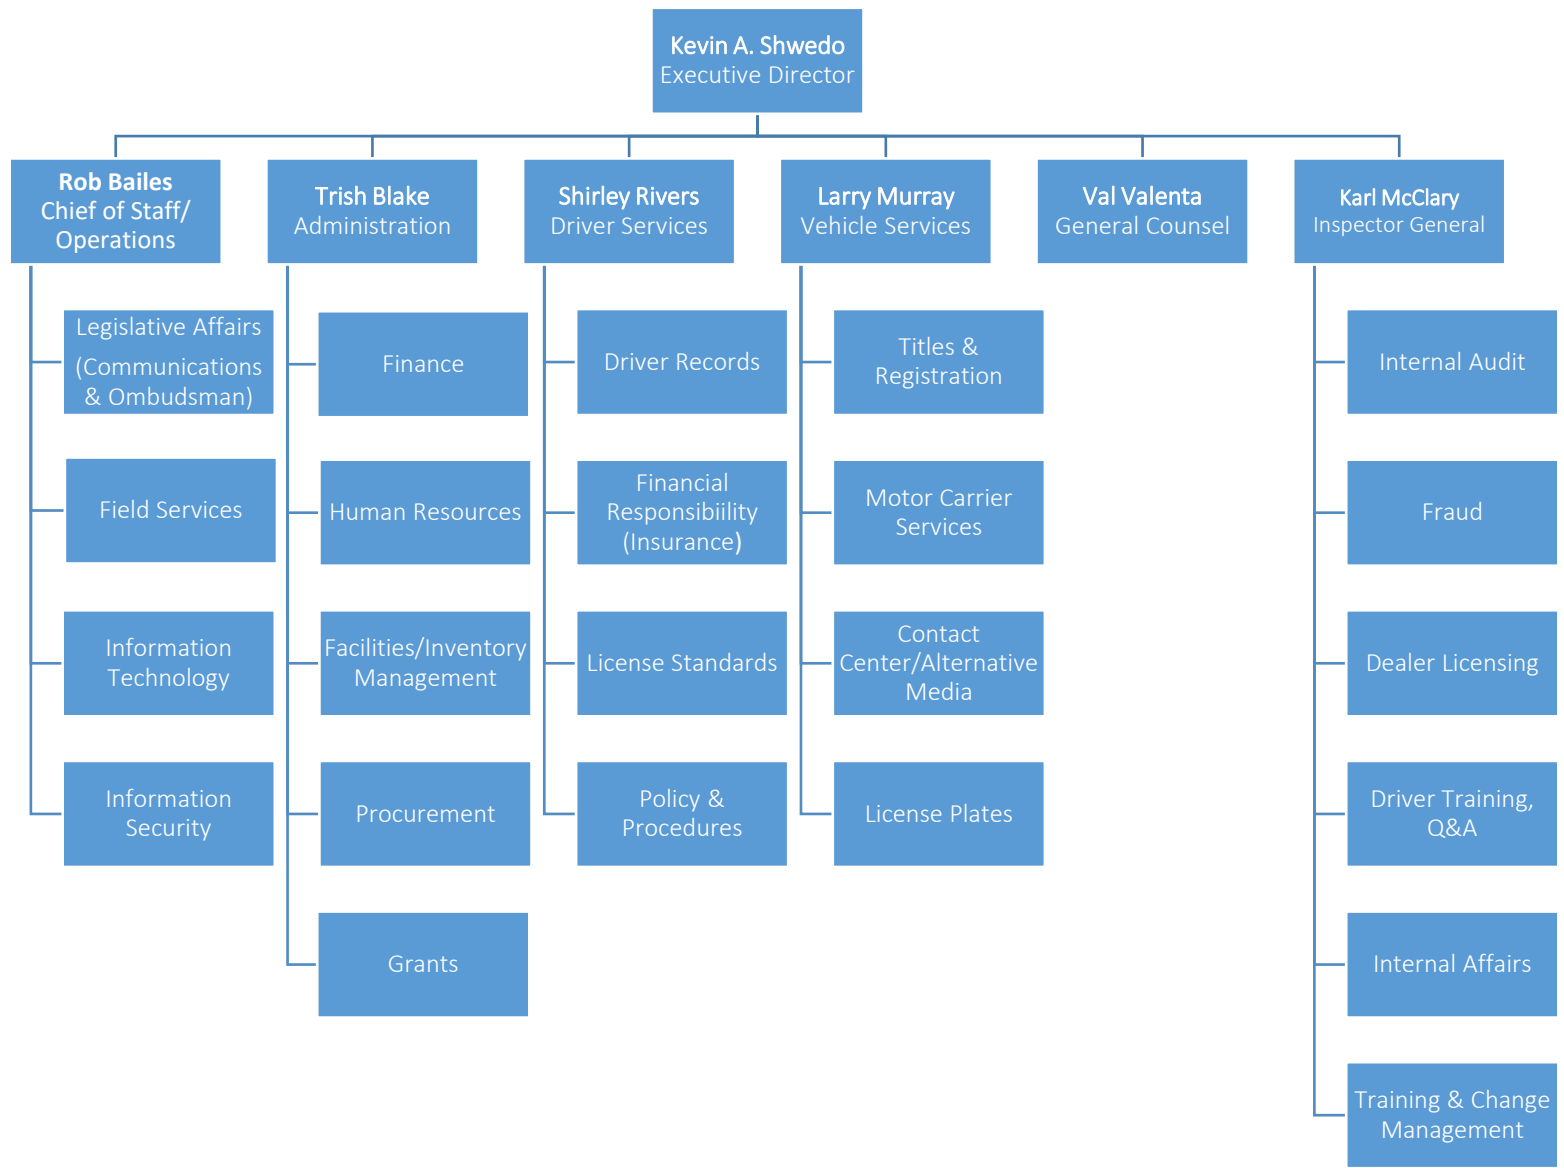 Kevin A. Shwedo
Executive Director
Rob Bailes
Chief of Staff/
Operations
Trish Blake
Administration
Shirley Rivers
Driver Services
Larry Murray
Vehicle Services
Val Valenta
General Counsel
Karl McClary
Inspector General
Legislative Affairs
(Communications
& Ombudsman)
Field Services
Information
Technology
Information
Security
Finance
Human Resources
Facilities/Inventory
Management
Procurement
Grants
Driver Records
Financial
Responsibiility
(Insurance)
License Standards
Policy &
Procedures
Titles &
Registration
Motor Carrier
Services
Contact
Center/Alternative
Media
License Plates
Internal Audit
Fraud
Dealer Licensing
Driver Training,
Q&A
Internal Affairs
Training & Change
Management